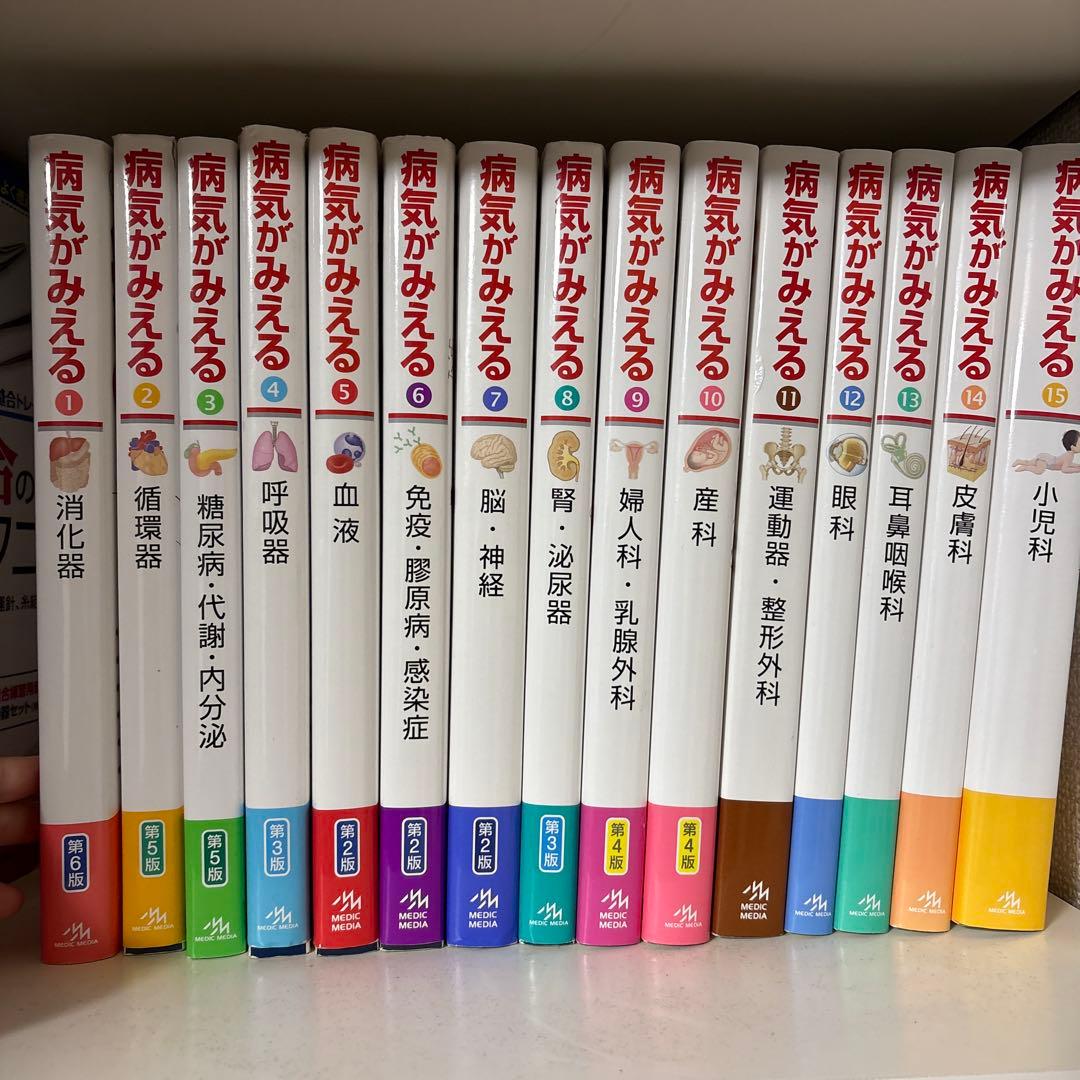 病気がみえる
1
消化器
第6版
MEDIC MEDIA
病気がみえる
2
循環器
第5版
MEDIC MEDIA
病気がみえる
3
糖尿病・代謝・内分泌
第5版
MEDIC MEDIA
病気がみえる
4
呼吸器
第3版
MEDIC MEDIA
病気がみえる
5
血液
第2版
MEDIC
MEDIA
病気がみえる
6
免疫・膠原病・感染症
第2版
MEDIC
MEDIA
病気がみえる
7
脳・神経
第2版
MEDIC
MEDIA
病気がみえる
8
腎・泌尿器
第3版
MEDIC MEDIA
病気がみえる
9
婦人科・乳腺外科
第4版
MEDIC
MEDIA
病気がみえる
10
産科
第4版
MEDIC MEDIA
病気がみえる
11
運動器・整形外科
MEDIC
MEDIA
病気がみえる
12
眼科
MEDIC MEDIA
病気がみえる
13
耳鼻咽喉科
MEDIC MEDIA
病気がみえる
14
皮膚科
MEDIC MEDIA
病気がみえる
15
小児科
MEDIC MEDIA